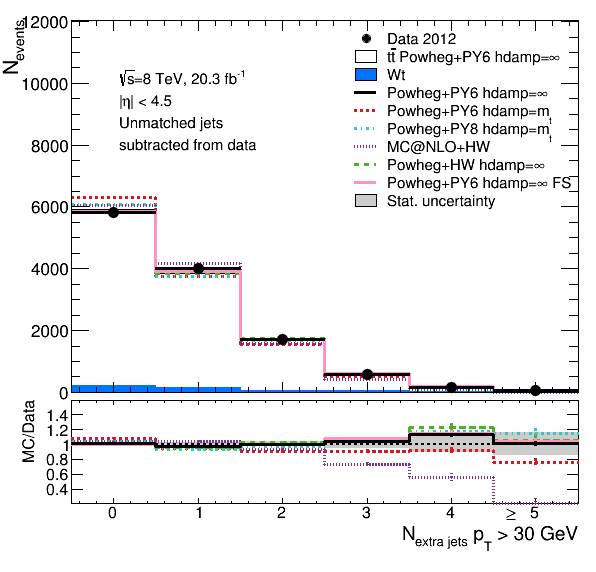 12000
10000
8000
6000
4000
2000
0
N_events
√s=8 TeV, 20.3 fb⁻¹
|η| < 4.5
Unmatched jets
subtracted from data
Data 2012
tt̄ Powheg+PY6 hdamp=∞
Wt
Powheg+PY6 hdamp=∞
Powheg+PY6 hdamp=m_t
Powheg+PY8 hdamp=m_t
MC@NLO+HW
Powheg+HW hdamp=∞
Powheg+PY6 hdamp=∞ FS
Stat. uncertainty
MC/Data
1.4
1.2
1
0.8
0.6
0.4
0 1 2 3 4 ≥ 5
N_extra jets p_T > 30 GeV